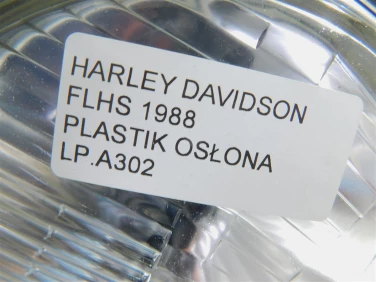 HARLEY DAVIDSON
FLHS 1988
PLASTIK OSŁONA
LP.A302